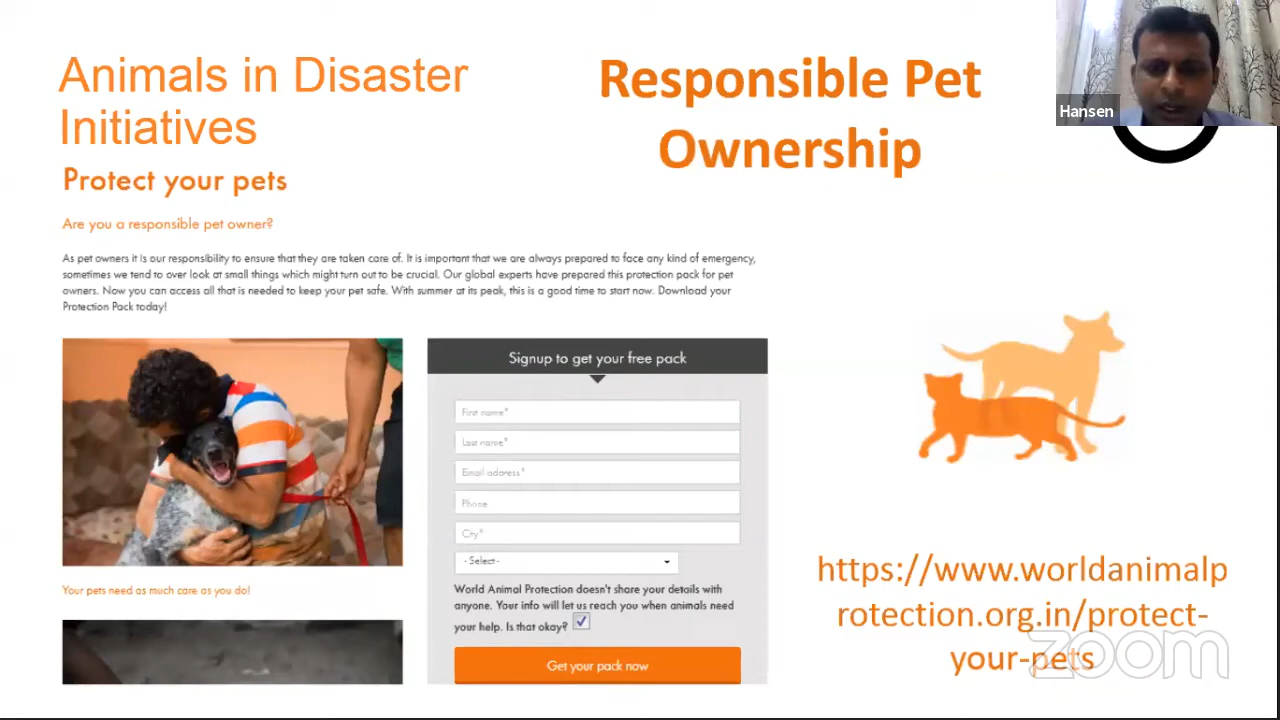 Animals in Disaster
Initiatives
Responsible Pet
Ownership
Hansen
Protect your pets
Are you a responsible pet owner?
As pet owners it is our responsibility to ensure that they are taken care of. It is important that we are always prepared to face any kind of emergency,
sometimes we tend to over look at small things which might turn out to be crucial. Our global experts have prepared this protection pack for pet
owners. Now you can access all that is needed to keep your pet safe. With summer at its peak, this is a good time to start now. Download your
Protection Pack today!
Your pets need as much care as you do!
Signup to get your free pack
First name*
Last name*
Email address*
Phone
City*
- Select -
World Animal Protection doesn't share your details with
anyone. Your info will let us reach you when animals need
your help. Is that okay?
Get your pack now
https://www.worldanimalp
rotection.org.in/protect-
your-pets
zoom